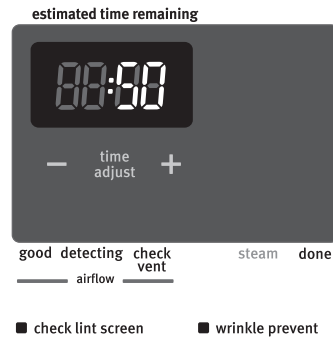 estimated time remaining
:50
− time +
adjust
good detecting check
vent
airflow
steam done
check lint screen
wrinkle prevent